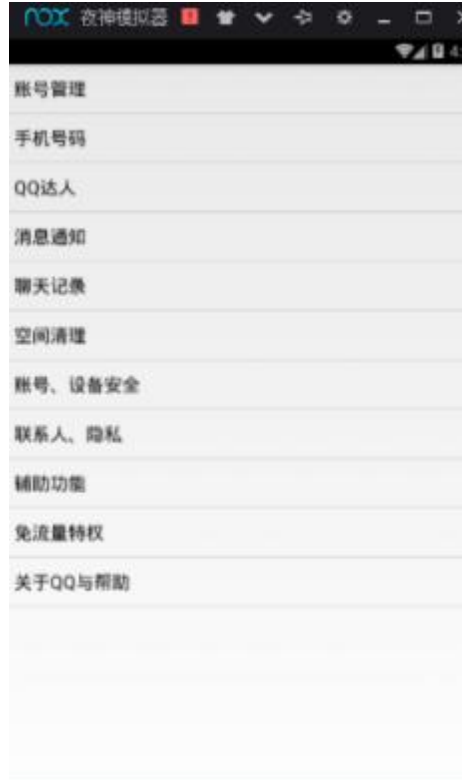 nox 夜神模拟器
4:
账号管理
手机号码
QQ达人
消息通知
聊天记录
空间清理
账号、设备安全
联系人、隐私
辅助功能
免流量特权
关于QQ与帮助